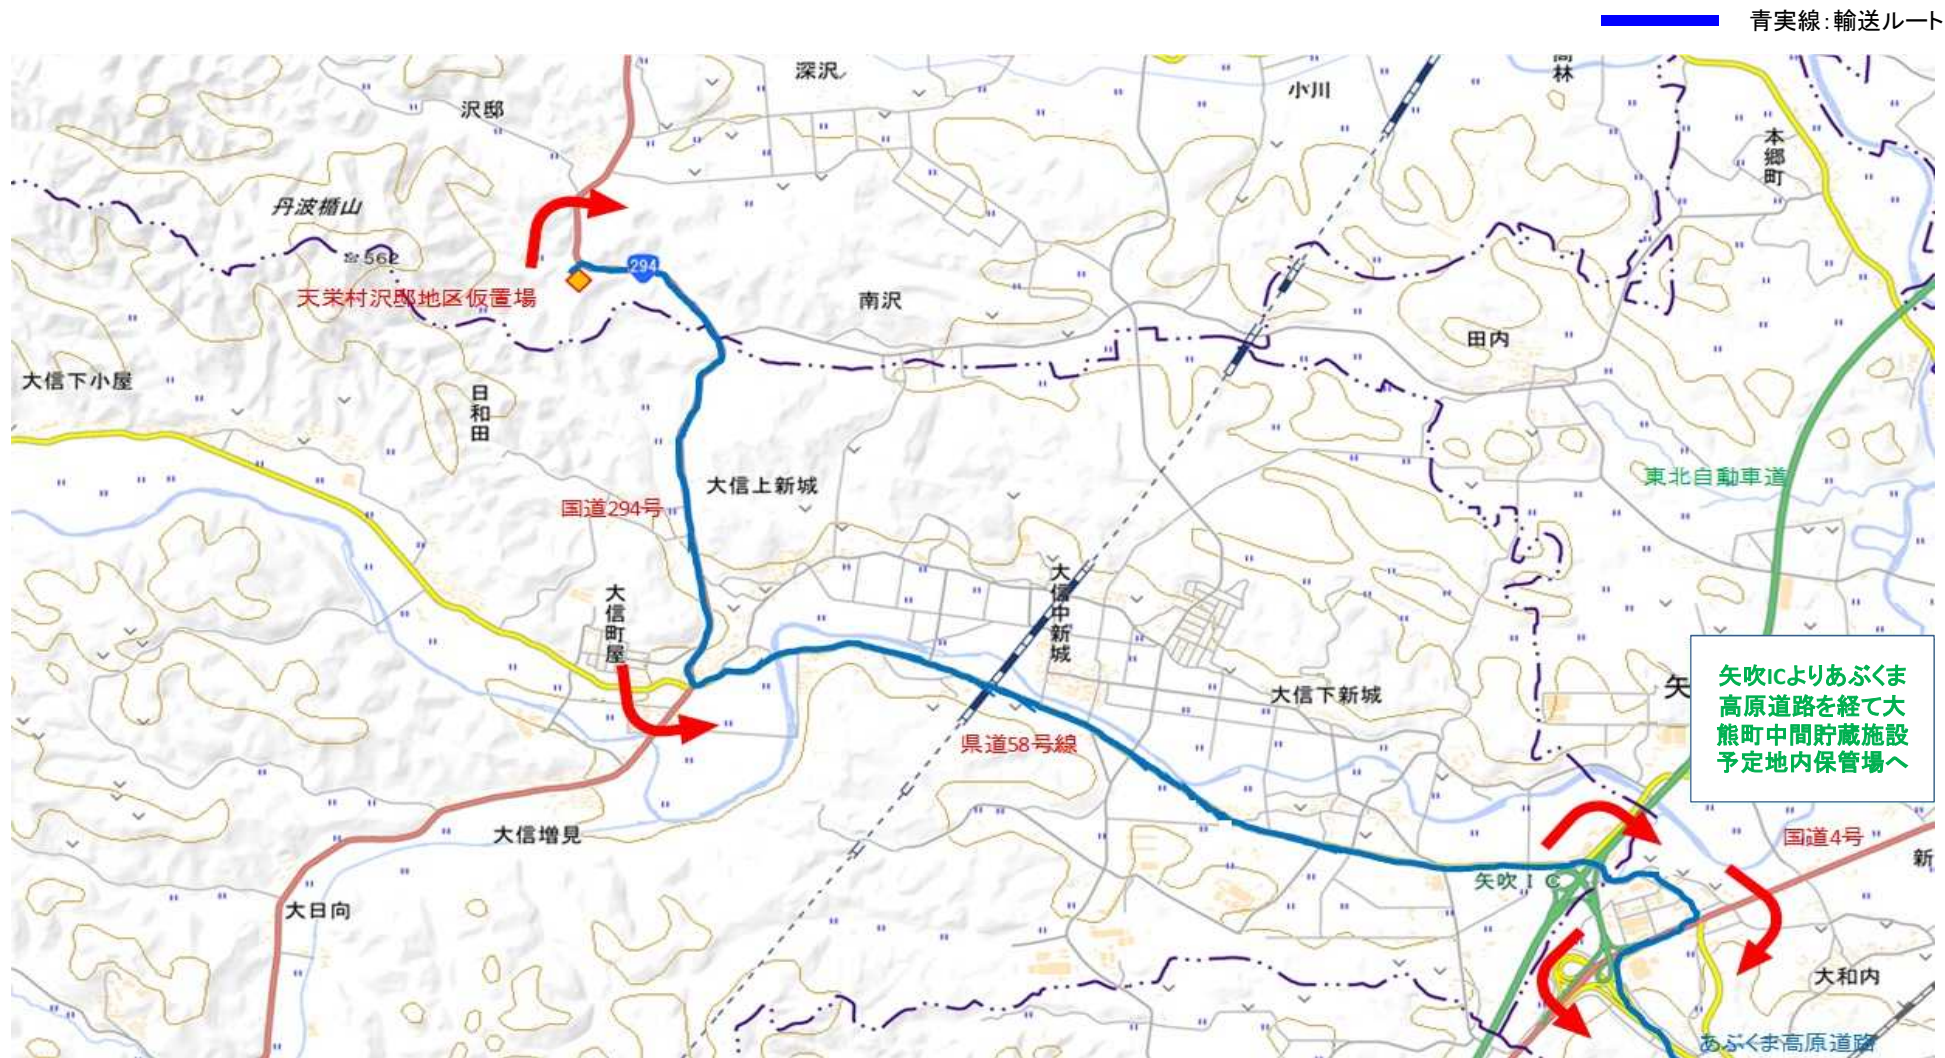 青実線：輸送ルート
深沢
小川
沢邸
本郷町
丹波楯山
562
294
天栄村沢邸地区仮置場
南沢
田内
大信下小屋
日和田
東北自動車道
大信上新城
国道294号
大信中新城
大信町屋
大信下新城
矢
矢吹ICよりあぶくま
高原道路を経て大
熊町中間貯蔵施設
予定地内保管場へ
県道58号線
大信増見
国道4号
新
矢吹IC
大日向
大和内
あぶくま高原道路